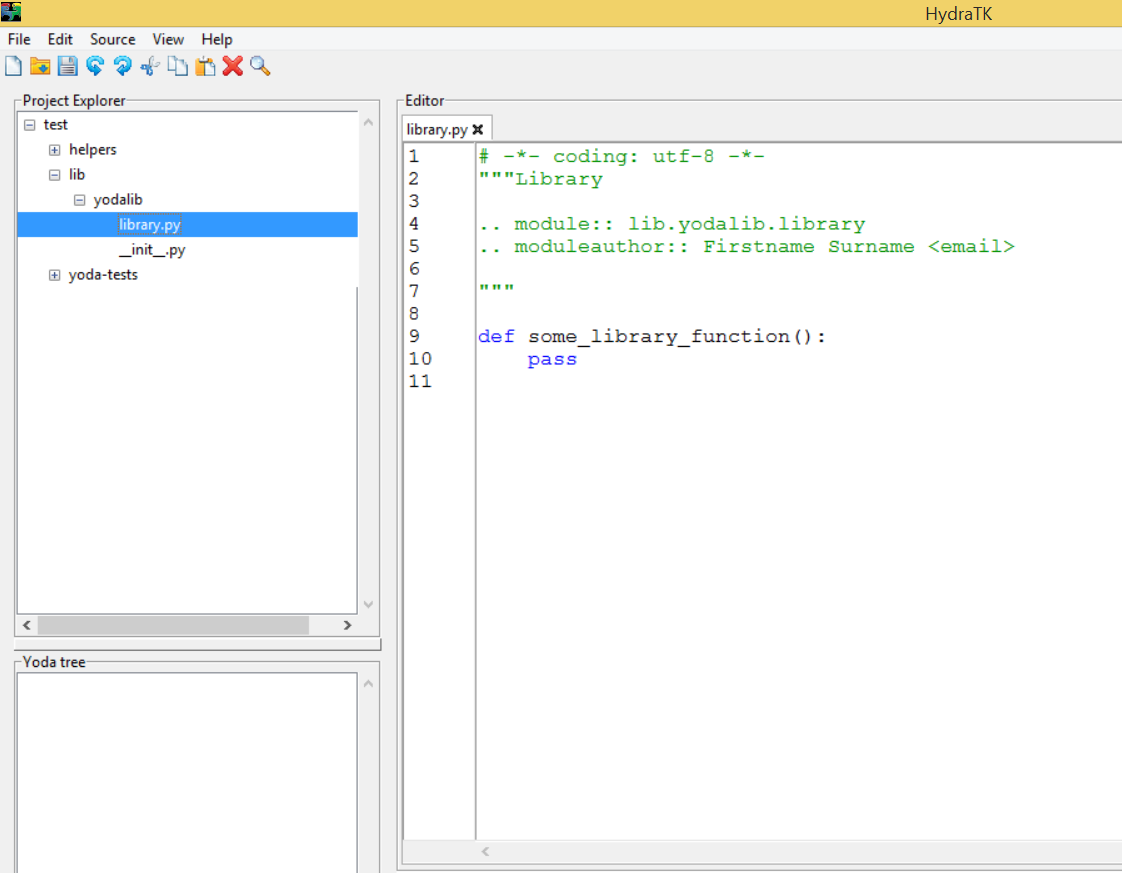 HydraTK
File Edit Source View Help
Project Explorer
test
helpers
lib
yodalib
library.py
__init__.py
yoda-tests
Yoda tree
Editor
library.py
1 # -*- coding: utf-8 -*-
2 """Library
3
4 .. module:: lib.yodalib.library
5 .. moduleauthor:: Firstname Surname <email>
6
7 """
8
9 def some_library_function():
10     pass
11